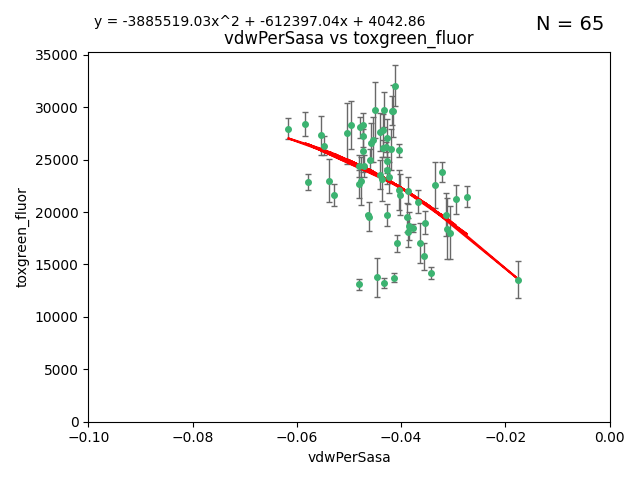 y = -3885519.03x^2 + -612397.04x + 4042.86
N = 65
vdwPerSasa vs toxgreen_fluor
35000
30000
25000
20000
15000
10000
5000
0
toxgreen_fluor
−0.10 −0.08 −0.06 −0.04 −0.02 0.00
vdwPerSasa